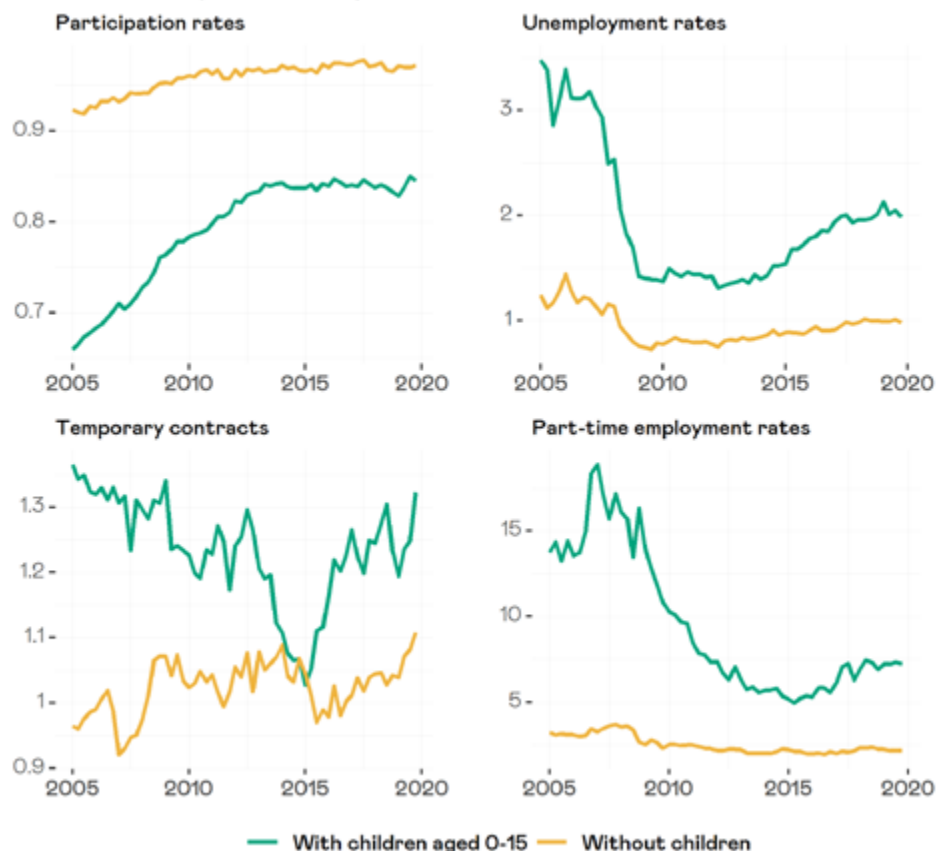 Participation rates
Unemployment rates
0.9
0.8
0.7
2005 2010 2015 2020
3
2
1
2005 2010 2015 2020
Temporary contracts
Part-time employment rates
1.3
1.2
1.1
1
0.9
2005 2010 2015 2020
15
10
5
2005 2010 2015 2020
With children aged 0-15 Without children